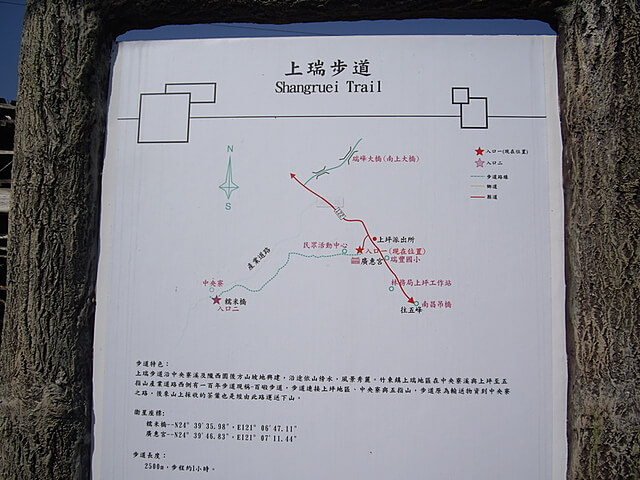 上瑞步道
Shangruei Trail
N
S
瑞峰大橋(南上大橋)
入口一(現在位置)
入口二
步道路線
鄉道
縣道
上坪派出所
民眾活動中心
入口一(現在位置)
廣惠宮
瑞豐國小
產業道路
中央寮
糯米橋
入口二
林務局上坪工作站
南昌吊橋
往五峰
步道特色:
上瑞步道沿中央寮溪及隴西園後方山坡地興建,沿途依山傍水,風景秀麗,竹東鎮上瑞地區在中央寮溪與上坪至五
指山產業道路西側有一百年步道現稱-百齡步道,步道連接上坪地區、中央寮與五指山,步道原為輸送物資到中央寮
之路,後來山上採收的茶葉也是經由此路運送下山。
衛星座標:
糯米橋--N24° 39'35.98"、E121° 06'47.11"
廣惠宮--N24° 39'46.83"、E121° 07'11.44"
步道長度:
2500m,步程約1小時。